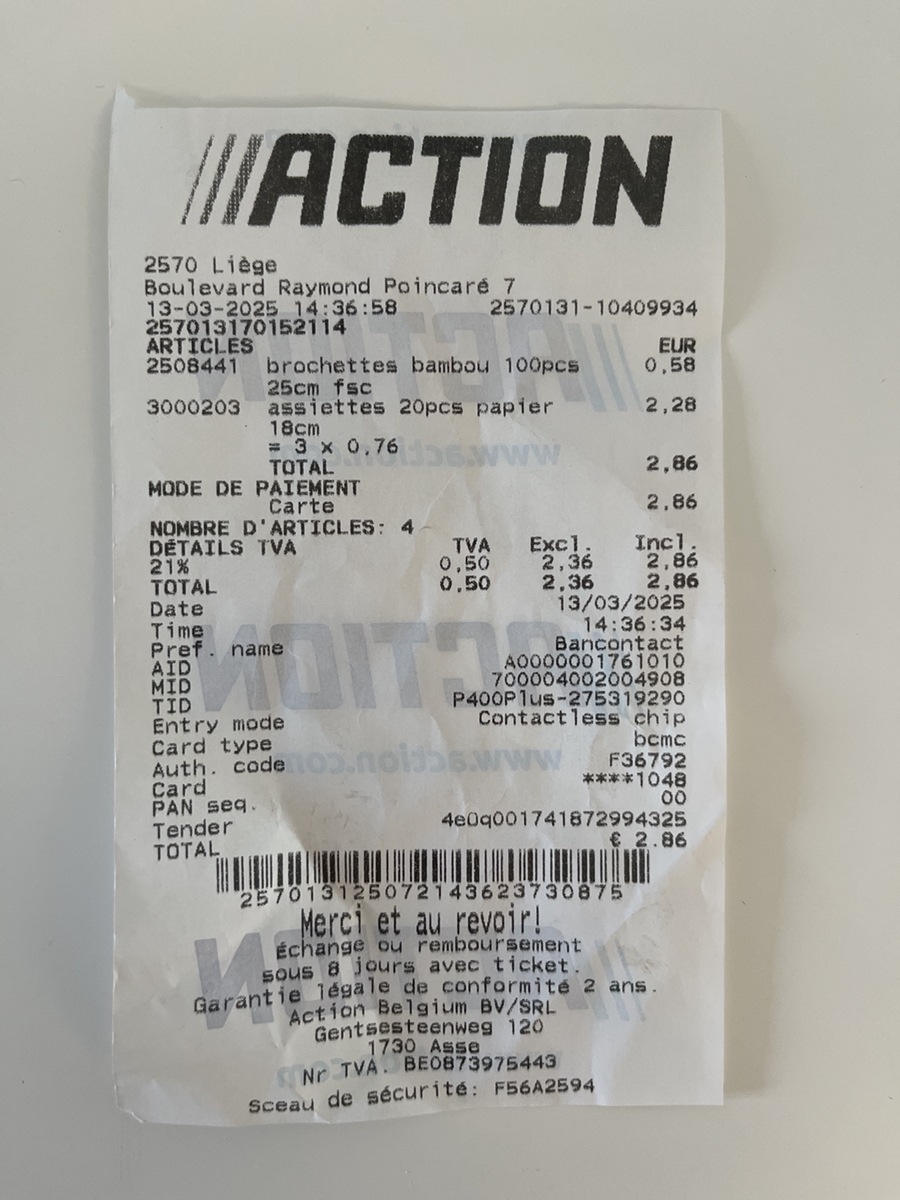 ACTION
2570 Liège
Boulevard Raymond Poincaré 7
13-03-2025 14:36:58 2570131-10409934
257013170152114
ARTICLES EUR
2508441 brochettes bambou 100pcs 0,58
25cm fsc
3000203 assiettes 20pcs papier 2,28
18cm
= 3 x 0,76
TOTAL 2,86
MODE DE PAIEMENT
Carte 2,86
NOMBRE D'ARTICLES: 4
DÉTAILS TVA TVA Excl. Incl.
21% 0,50 2,36 2,86
TOTAL 0,50 2,36 2,86
Date 13/03/2025
Time 14:36:34
Pref. name Bancontact
AID A0000001761010
MID 700004002004908
TID P400Plus-275319290
Entry mode Contactless chip
Card type bcmc
Auth. code F36792
Card ****1048
PAN seq. 00
Tender 4e0q001741872994325
TOTAL € 2.86
257013125072143623730875
Merci et au revoir!
Échange ou remboursement
sous 8 jours avec ticket.
Garantie légale de conformité 2 ans.
Action Belgium BV/SRL
Gentsesteenweg 120
1730 Asse
Nr TVA. BE0873975443
Sceau de sécurité: F56A2594